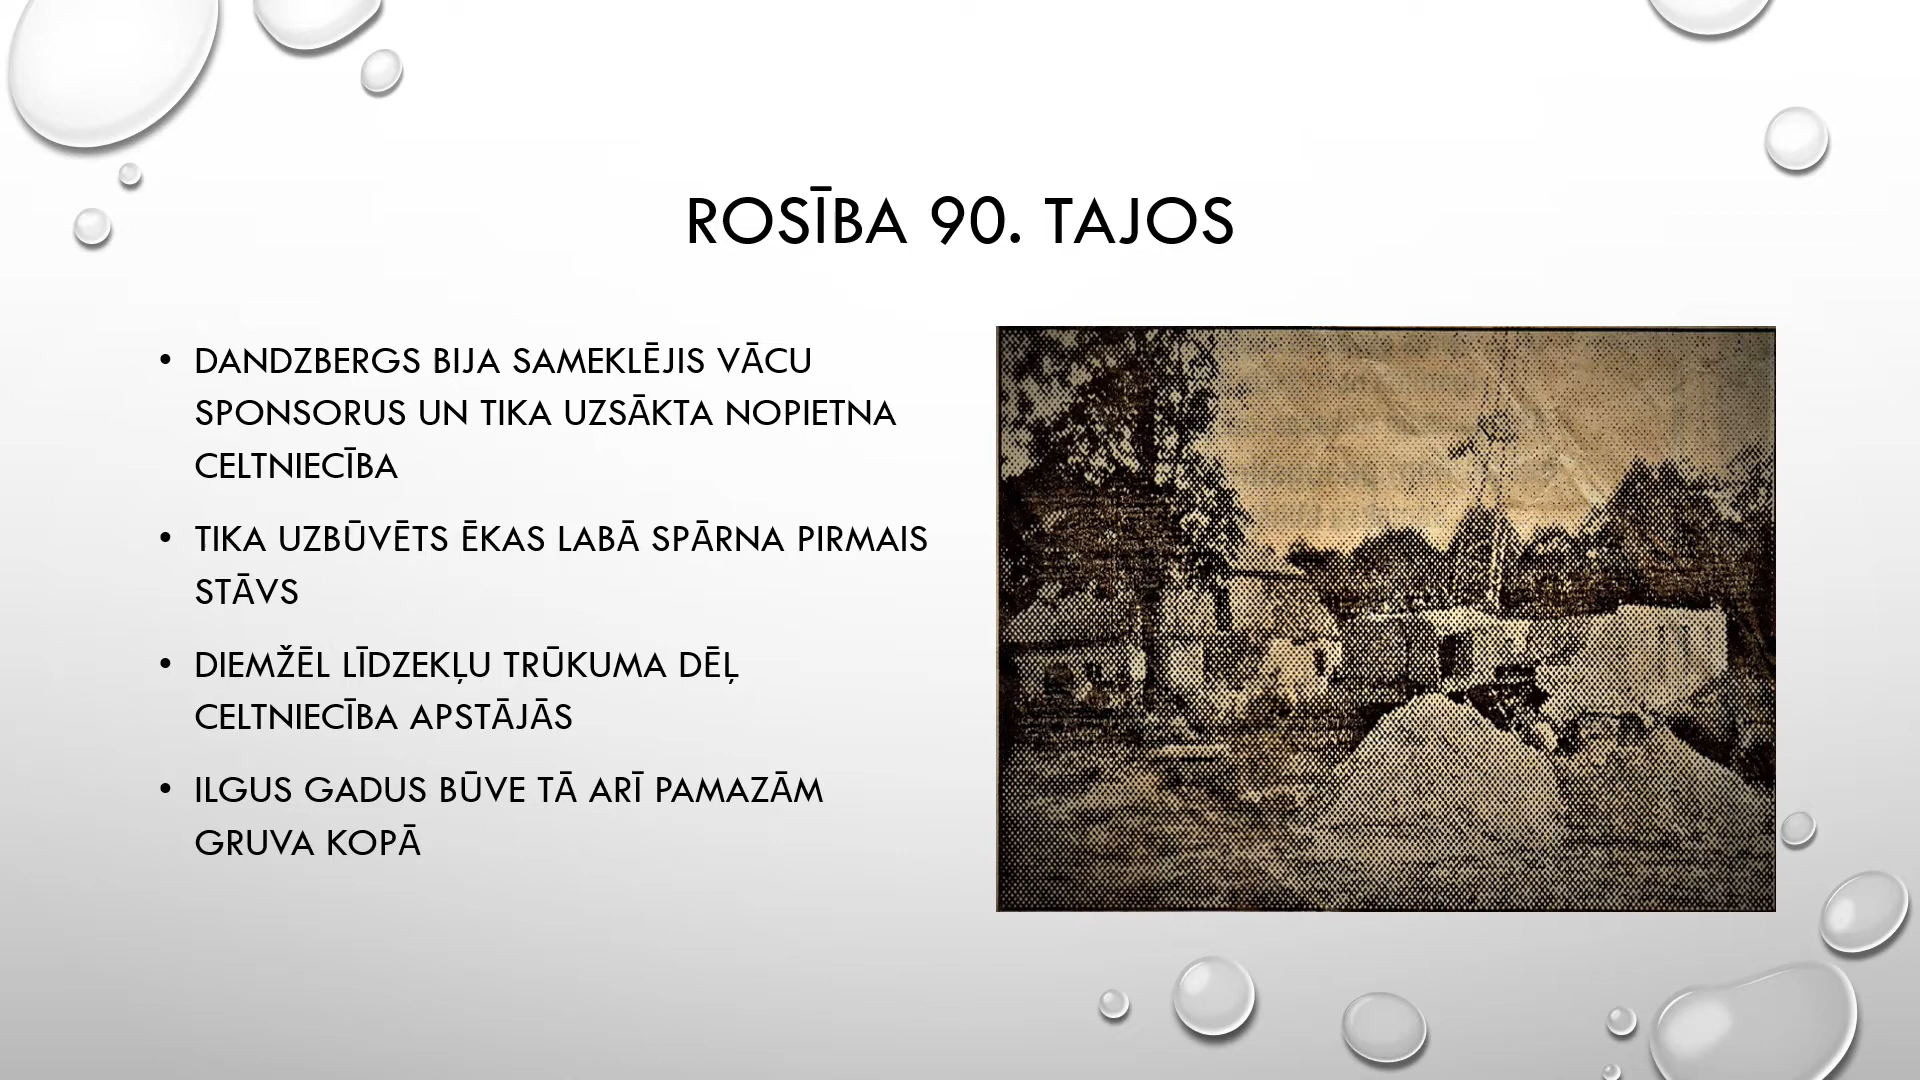 ROSĪBA 90. TAJOS
• DANDZBERGS BIJA SAMEKLĒJIS VĀCU
SPONSORUS UN TIKA UZSĀKTA NOPIETNA
CELTNIECĪBA
• TIKA UZBŪVĒTS ĒKAS LABĀ SPĀRNA PIRMAIS
STĀVS
• DIEMŽĒL LĪDZEKĻU TRŪKUMA DĒĻ
CELTNIECĪBA APSTĀJĀS
• ILGUS GADUS BŪVE TĀ ARĪ PAMAZĀM
GRUVA KOPĀ